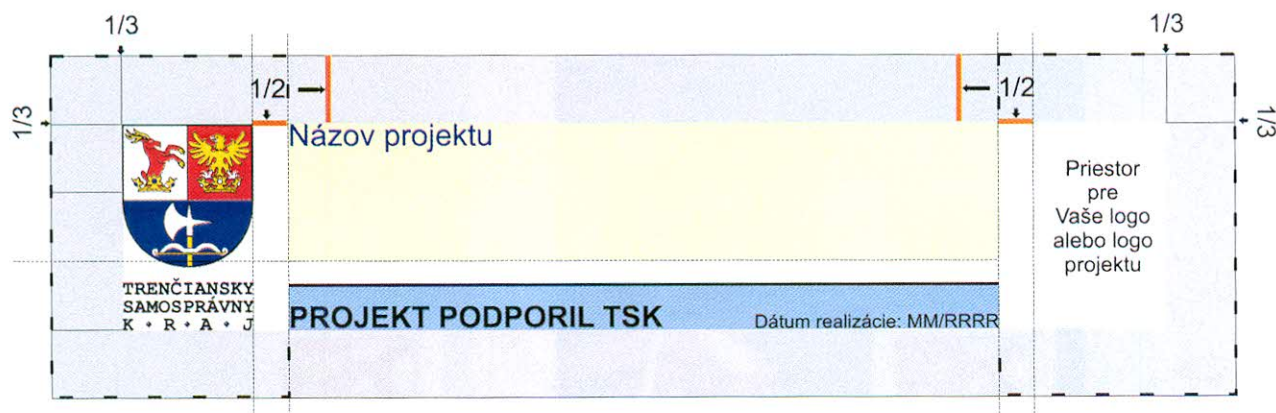 1/3
1/3
1/2
1/2
1/3
1/3
Názov projektu
Priestor
pre
Vaše logo
alebo logo
projektu
TRENČIANSKY
SAMOSPRÁVNY
K · R · A · J
PROJEKT PODPORIL TSK
Dátum realizácie: MM/RRRR